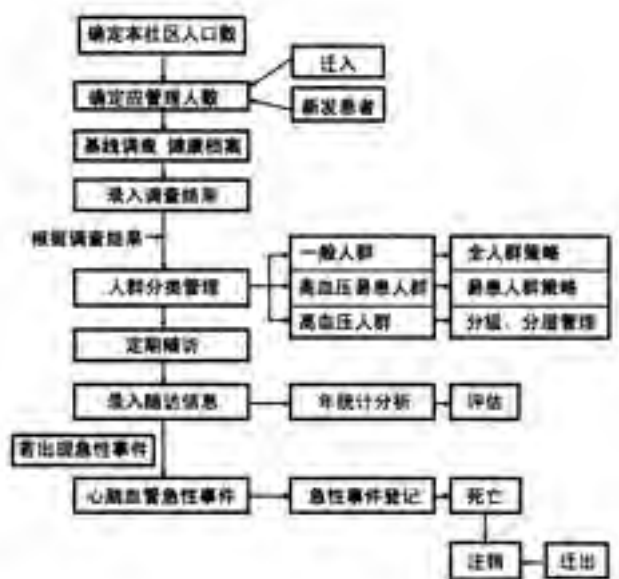 确定本社区人口数
迁入
确定应管理人数
新发患者
基线调查 健康档案
录入调查结果
根据调查结果
一般人群
全人群策略
人群分类管理
高血压易患人群
易患人群策略
高血压人群
分级、分层管理
定期随访
录入随访信息
年统计分析
评估
若出现急性事件
心脑血管急性事件
急性事件登记
死亡
注销
迁出